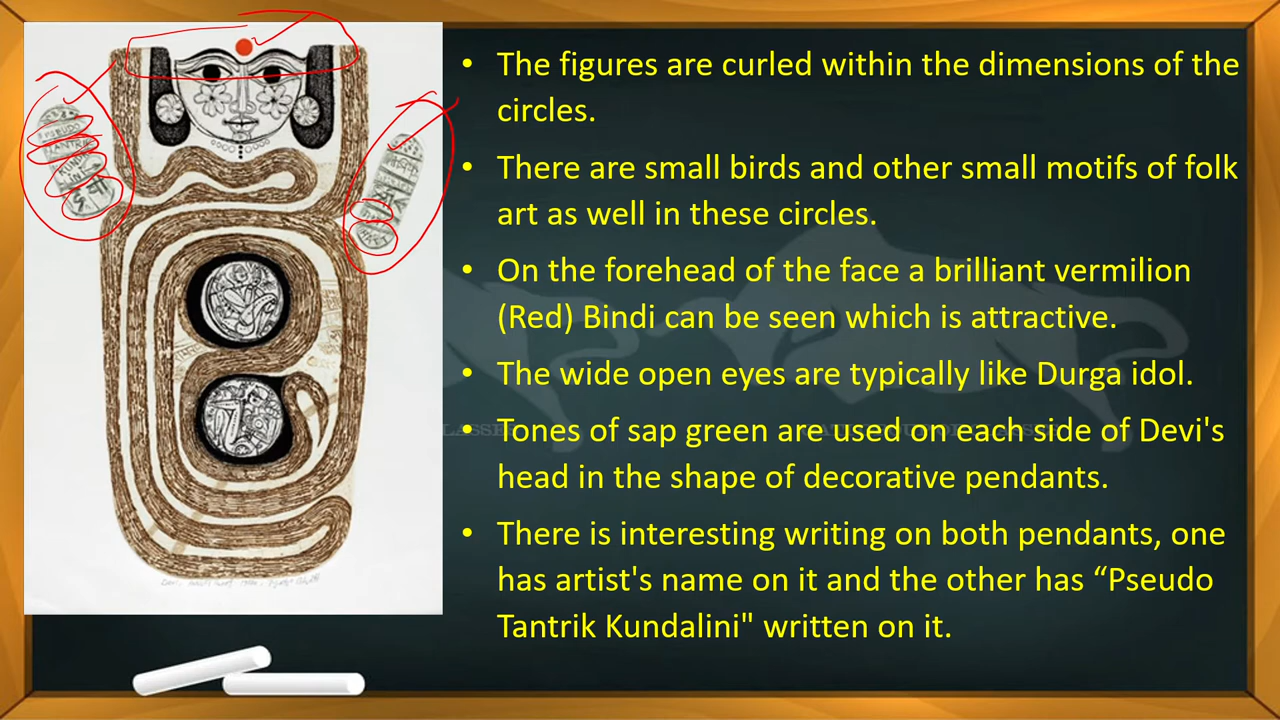 PSEUDO
TANTRIK
KUNDA
LINI
The figures are curled within the dimensions of the
circles.
There are small birds and other small motifs of folk
art as well in these circles.
On the forehead of the face a brilliant vermilion
(Red) Bindi can be seen which is attractive.
The wide open eyes are typically like Durga idol.
Tones of sap green are used on each side of Devi's
head in the shape of decorative pendants.
There is interesting writing on both pendants, one
has artist's name on it and the other has “Pseudo
Tantrik Kundalini" written on it.